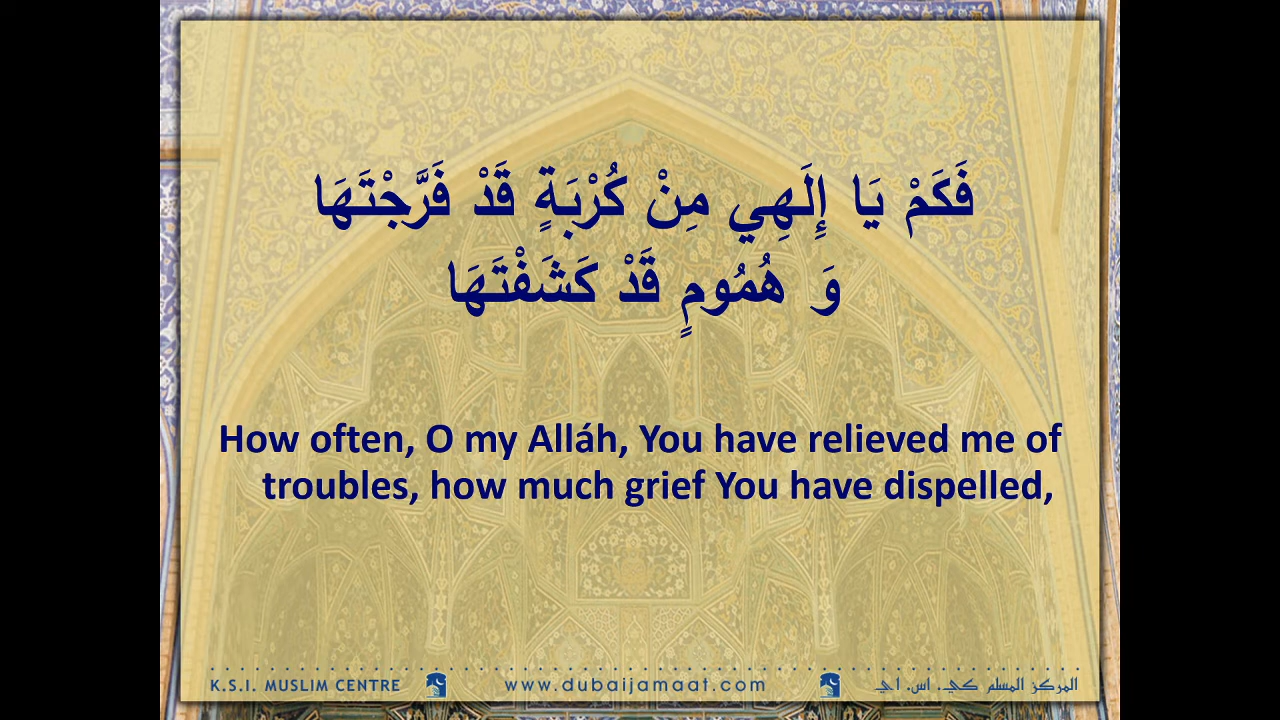 فَكَمْ يَا إِلَهِي مِنْ كُرْبَةٍ قَدْ فَرَّجْتَهَا
وَ هُمُومٍ قَدْ كَشَفْتَهَا
How often, O my Alláh, You have relieved me of
troubles, how much grief You have dispelled,
K.S.I. MUSLIM CENTRE www.dubaijamaat.com المركز المسلم كي. اس. اي